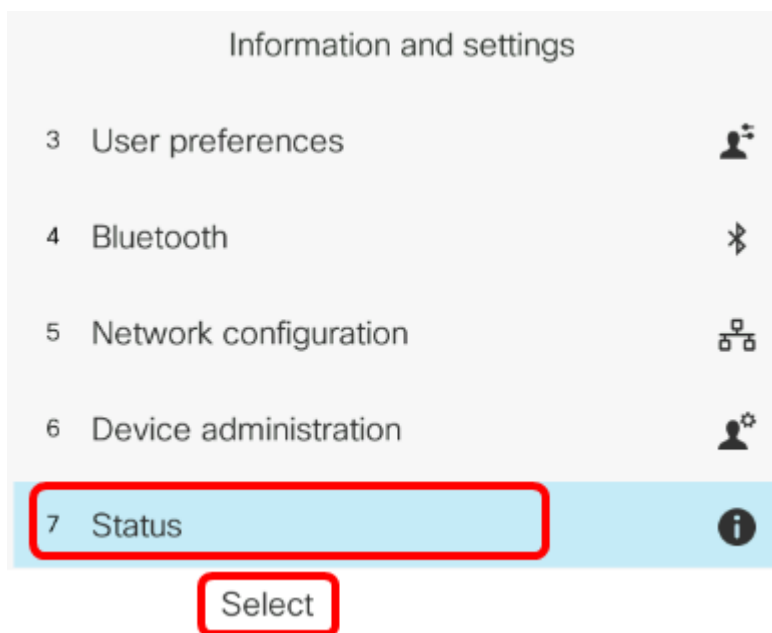 Information and settings
3 User preferences
4 Bluetooth
5 Network configuration
6 Device administration
7 Status
Select